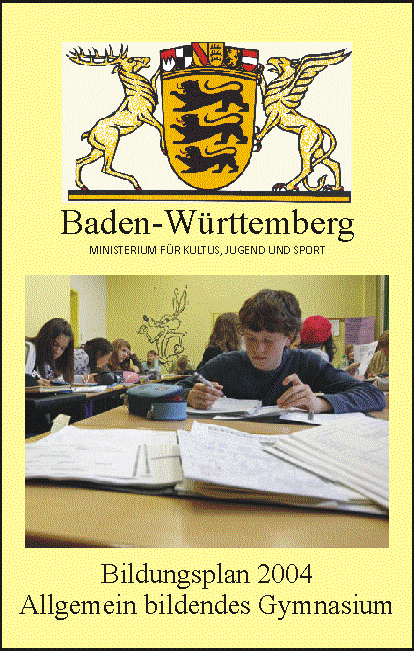 Baden-Württemberg
MINISTERIUM FÜR KULTUS, JUGEND UND SPORT
Bildungsplan 2004
Allgemein bildendes Gymnasium